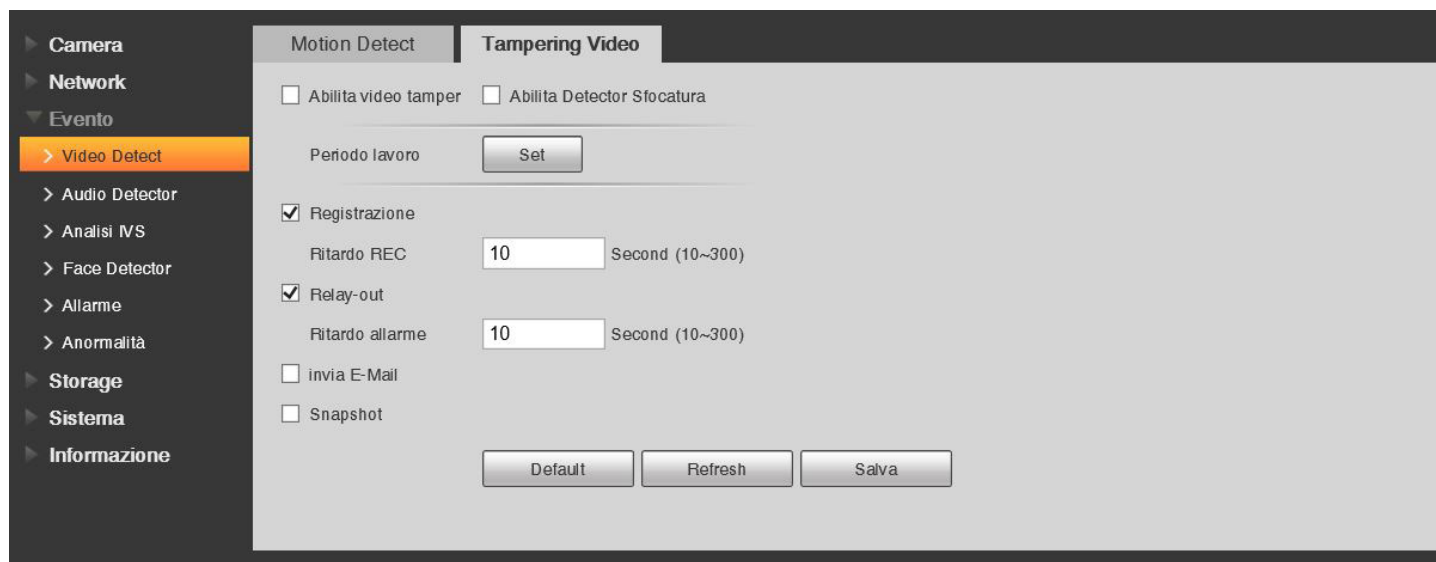 Camera
Network
Evento
Video Detect
Audio Detector
Analisi IVS
Face Detector
Allarme
Anormalità
Storage
Sistema
Informazione
Motion Detect
Tampering Video
Abilita video tamper
Abilita Detector Sfocatura
Periodo lavoro
Set
Registrazione
Ritardo REC
10
Second (10~300)
Relay-out
Ritardo allarme
10
Second (10~300)
invia E-Mail
Snapshot
Default
Refresh
Salva